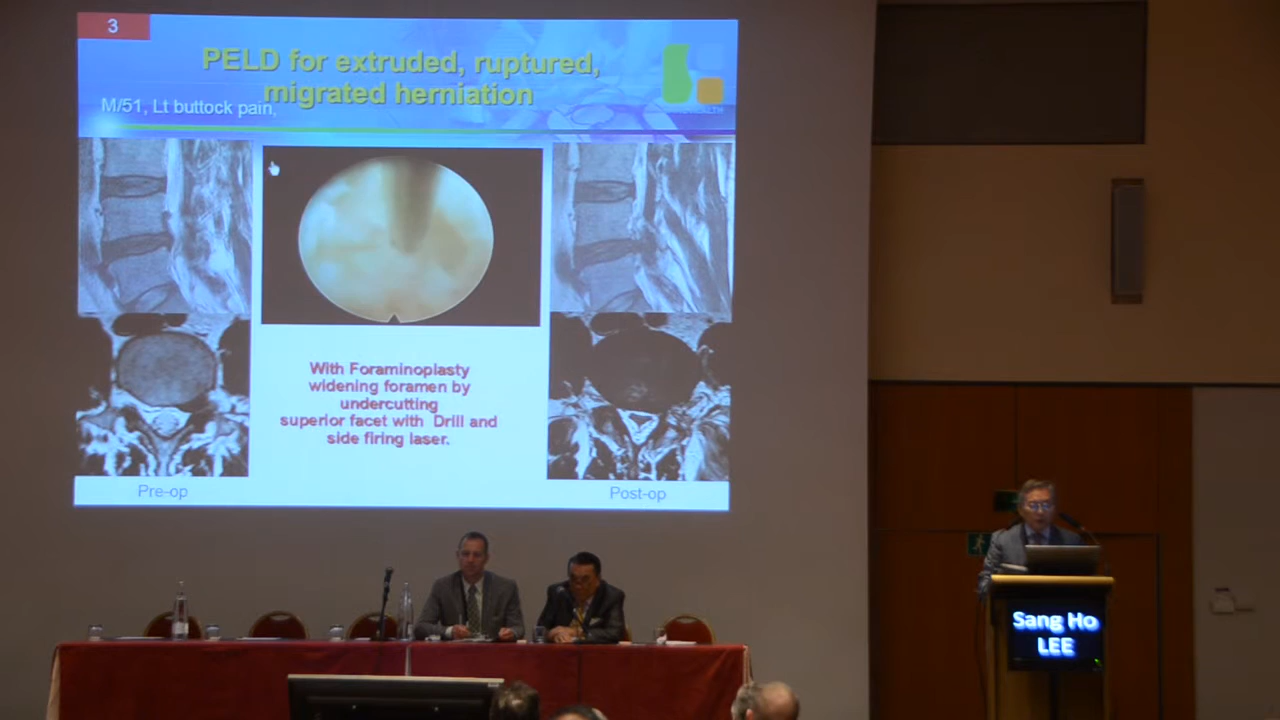 3
PELD for extruded, ruptured,
migrated herniation
M/51, Lt buttock pain,
With Foraminoplasty
widening foramen by
undercutting
superior facet with Drill and
side firing laser.
Pre-op
Post-op
Sang Ho
LEE